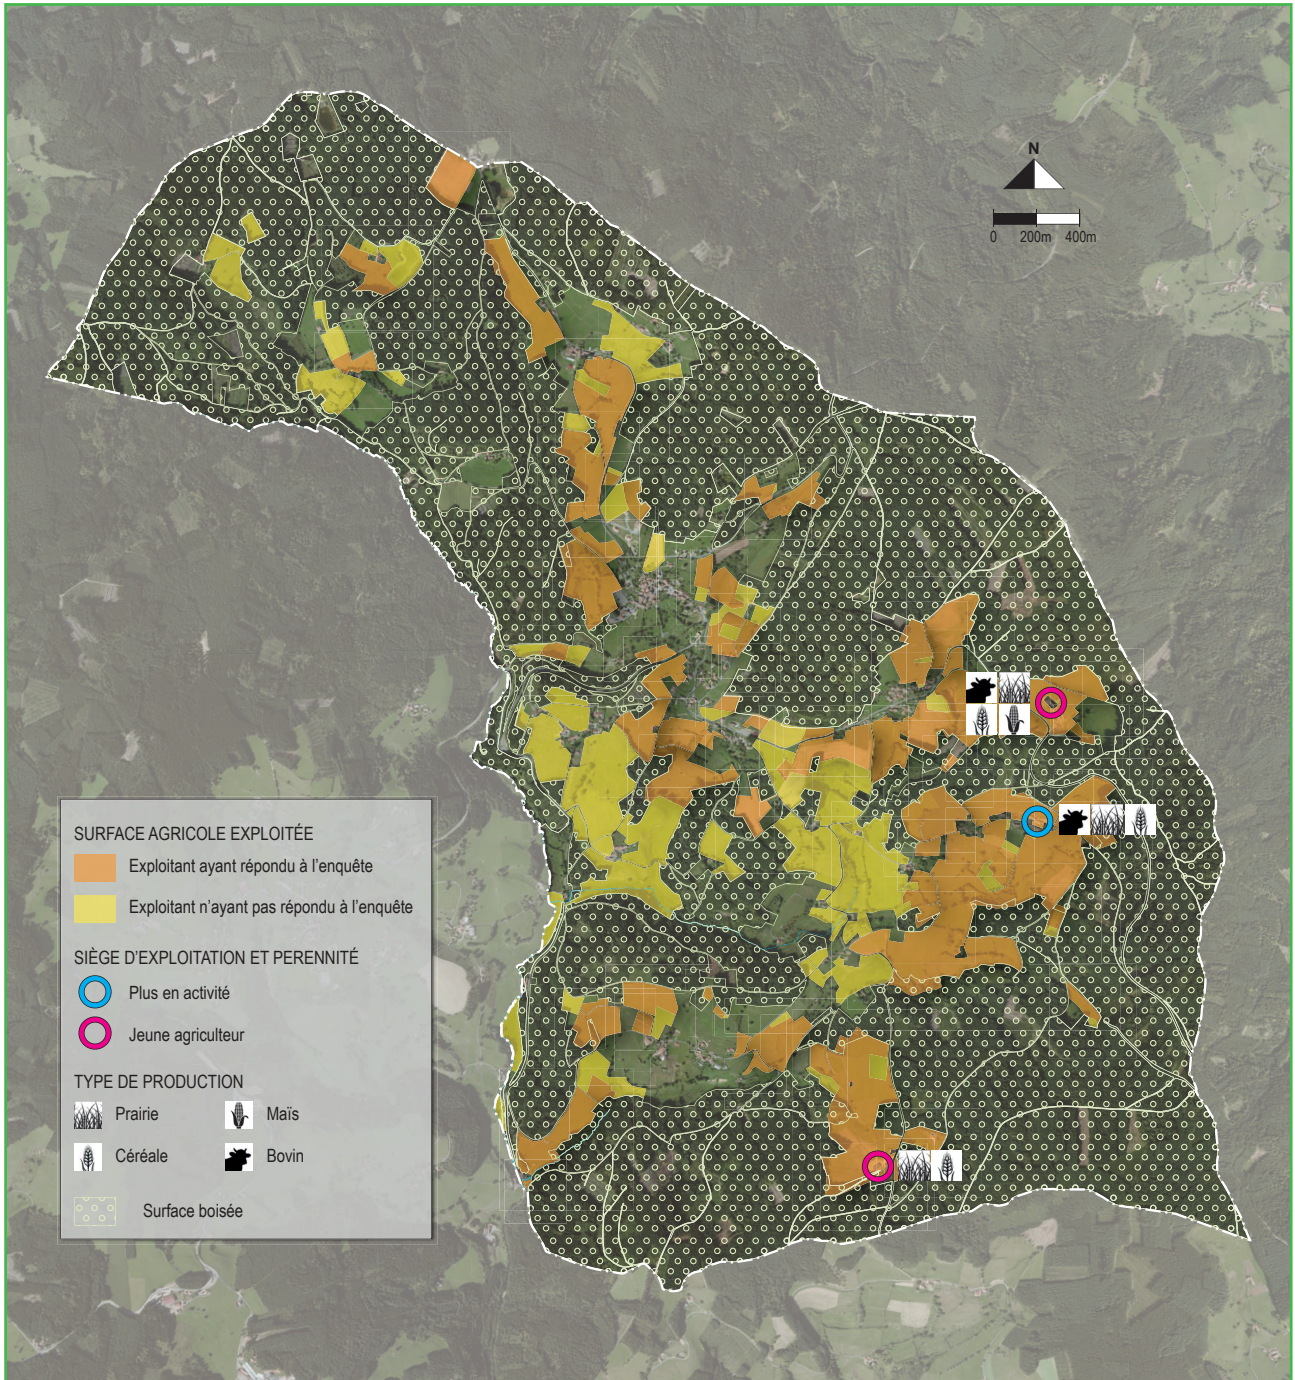 N
0 200m 400m
SURFACE AGRICOLE EXPLOITÉE
Exploitant ayant répondu à l'enquête
Exploitant n'ayant pas répondu à l'enquête
SIÈGE D'EXPLOITATION ET PERENNITÉ
Plus en activité
Jeune agriculteur
TYPE DE PRODUCTION
Prairie Maïs
Céréale Bovin
Surface boisée